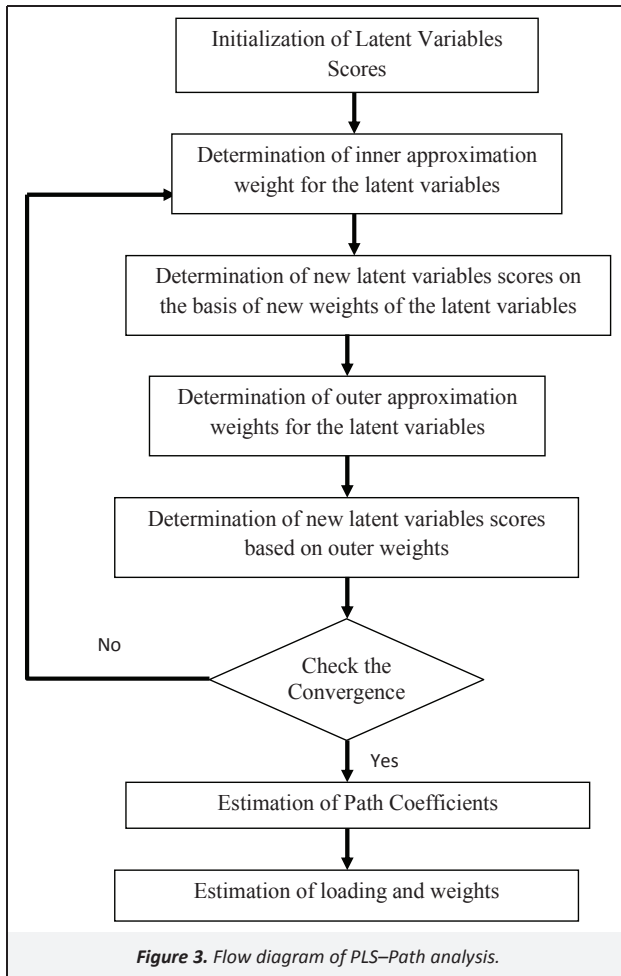 Initialization of Latent Variables
Scores
Determination of inner approximation
weight for the latent variables
Determination of new latent variables scores on
the basis of new weights of the latent variables
Determination of outer approximation
weights for the latent variables
Determination of new latent variables scores
based on outer weights
No
Check the
Convergence
Yes
Estimation of Path Coefficients
Estimation of loading and weights
Figure 3. Flow diagram of PLS–Path analysis.